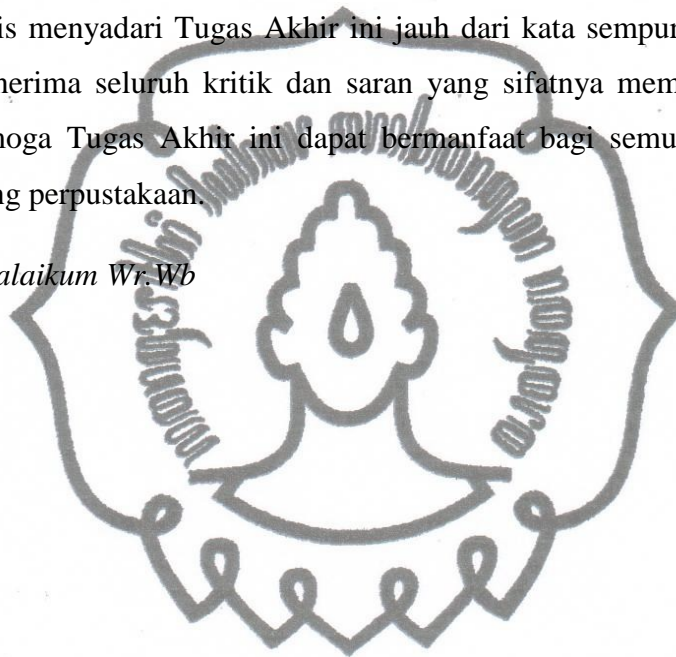 is menyadari Tugas Akhir ini jauh dari kata sempur
nerima seluruh kritik dan saran yang sifatnya mem
noga Tugas Akhir ini dapat bermanfaat bagi semu
ng perpustakaan.
alaikum Wr.Wb